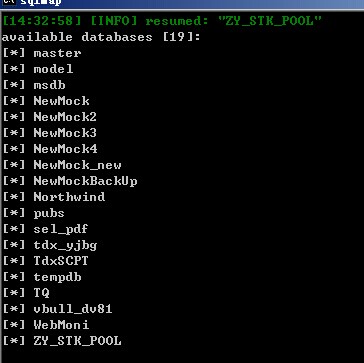 sqlmap
[14:32:58] [INFO] resumed: "ZY_STK_POOL"
available databases [19]:
[*] master
[*] model
[*] msdb
[*] NewMock
[*] NewMock2
[*] NewMock3
[*] NewMock4
[*] NewMock_new
[*] NewMockBackUp
[*] Northwind
[*] pubs
[*] sel_pdf
[*] tdx_yjbg
[*] TdxSCPT
[*] tempdb
[*] TQ
[*] vbull_dv81
[*] WebMoni
[*] ZY_STK_POOL